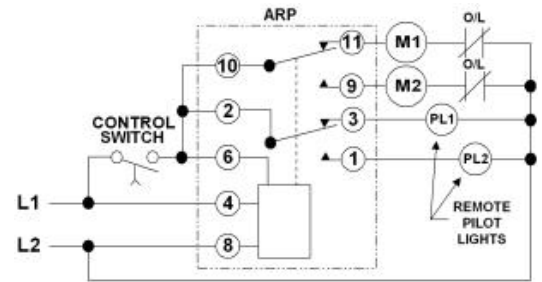 ARP
O/L
10
11
M1
O/L
9
M2
2
3
PL1
CONTROL
SWITCH
6
1
PL2
L1
4
REMOTE
PILOT
LIGHTS
L2
8